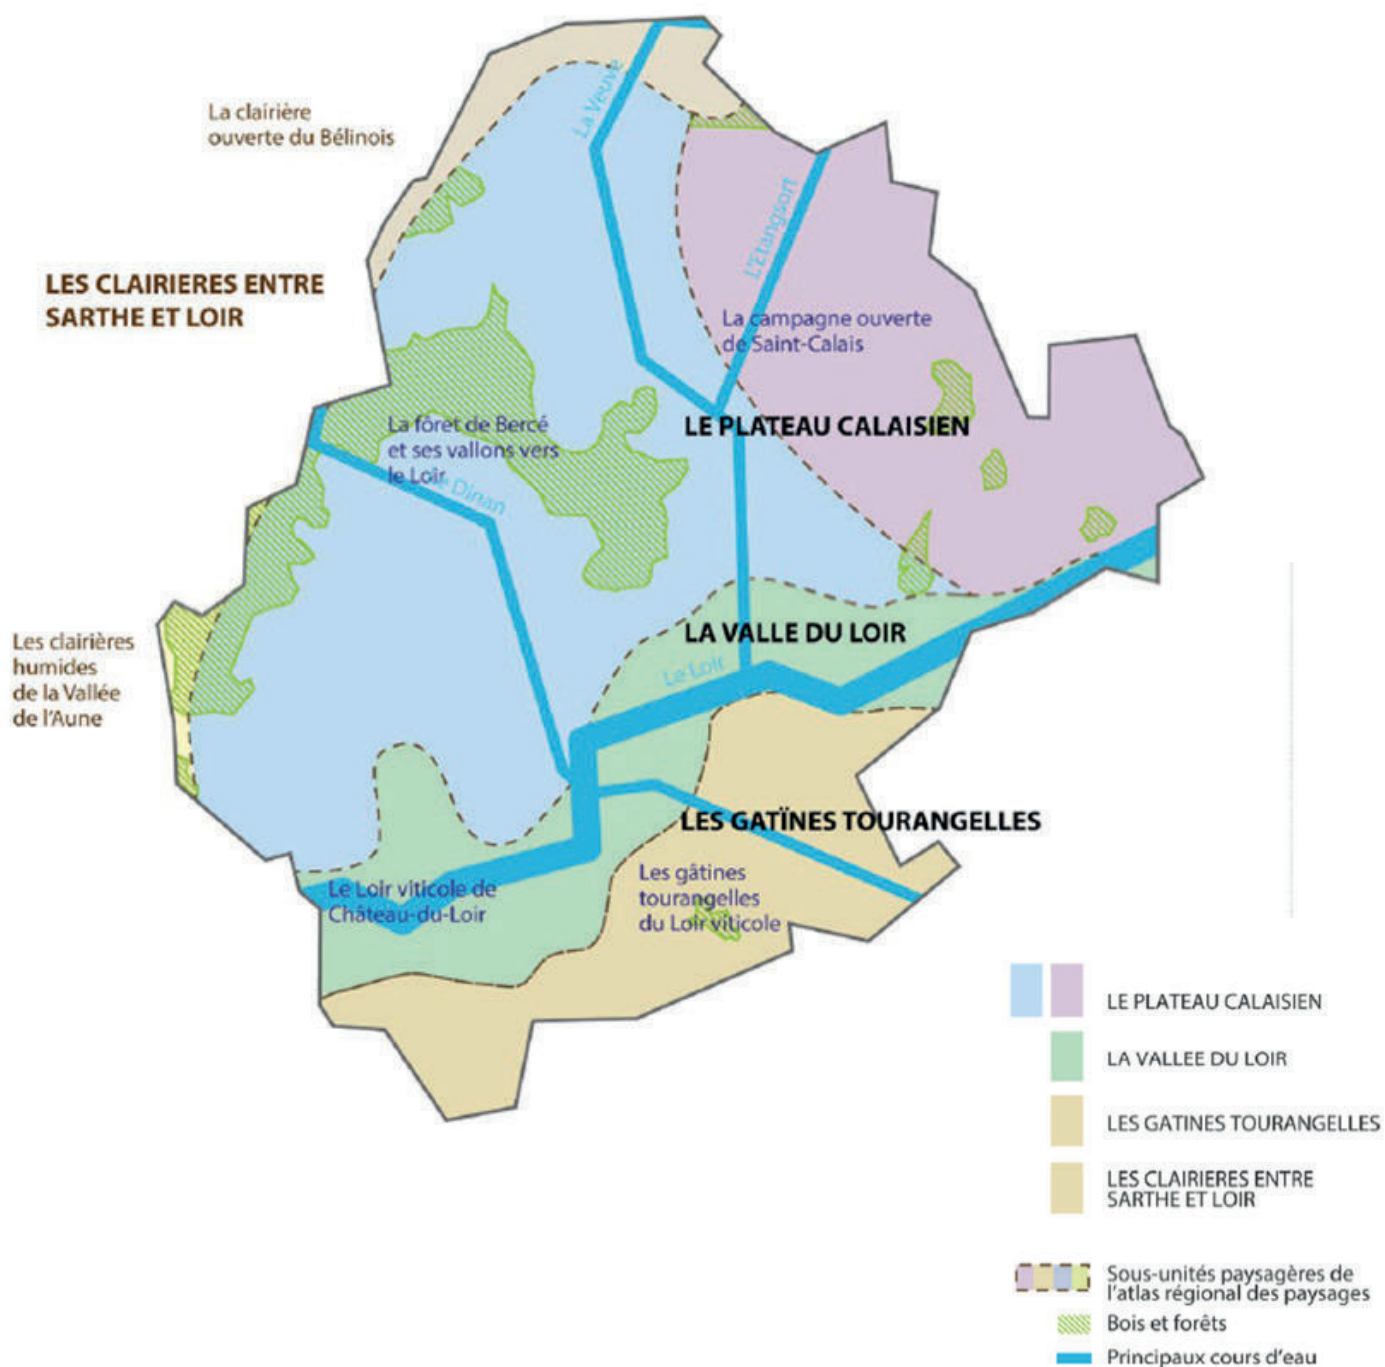 La Veuve
La clairière
ouverte du Bélinois
L'Etangsort
LES CLAIRIERES ENTRE
SARTHE ET LOIR
La campagne ouverte
de Saint-Calais
La fôret de Bercé
et ses vallons vers
le Loir
Le Dinan
LE PLATEAU CALAISIEN
Les clairières
humides
de la Vallée
de l'Aune
LA VALLE DU LOIR
Le Loir
LES GATÏNES TOURANGELLES
Le Loir viticole de
Château-du-Loir
Les gâtines
tourangelles
du Loir viticole
LE PLATEAU CALAISIEN
LA VALLEE DU LOIR
LES GATINES TOURANGELLES
LES CLAIRIERES ENTRE
SARTHE ET LOIR
Sous-unités paysagères de
l'atlas régional des paysages
Bois et forêts
Principaux cours d'eau